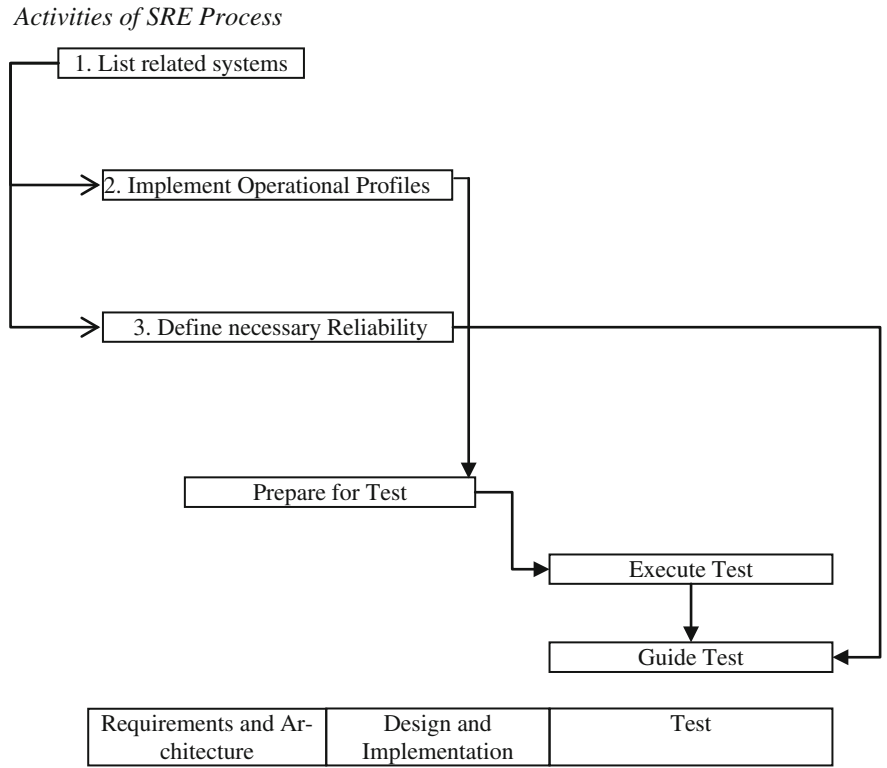 Activities of SRE Process
1. List related systems
2. Implement Operational Profiles
3. Define necessary Reliability
Prepare for Test
Execute Test
Guide Test
Requirements and Ar-
chitecture
Design and
Implementation
Test